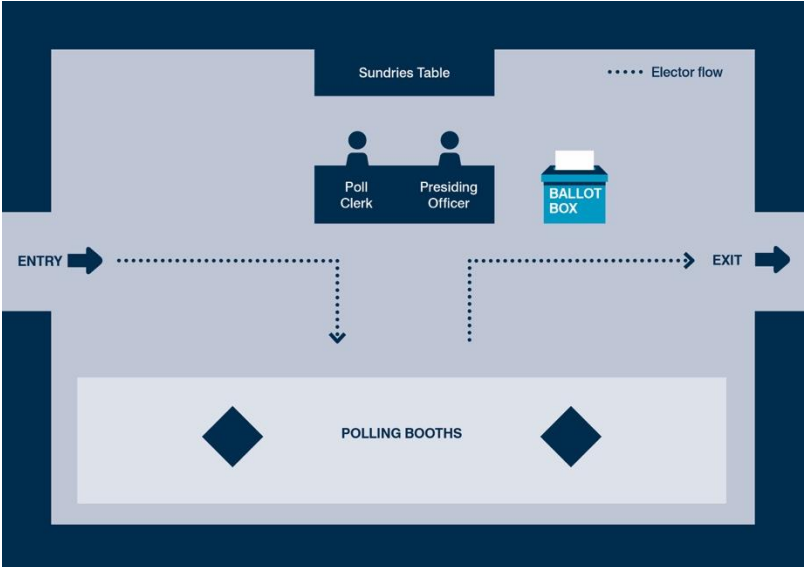 Sundries Table
Elector flow
Poll
Clerk
Presiding
Officer
BALLOT
BOX
ENTRY
EXIT
POLLING BOOTHS